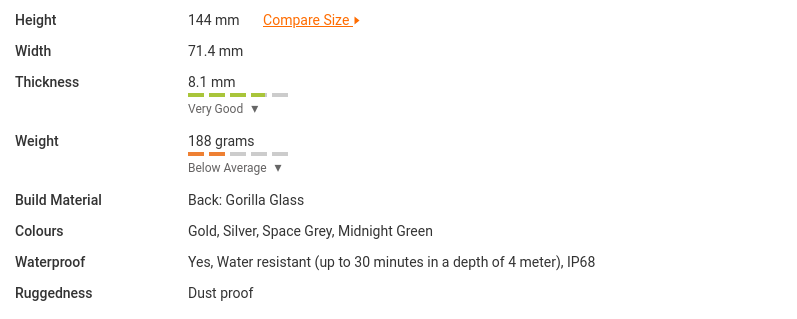 Height 144 mm Compare Size
Width 71.4 mm
Thickness 8.1 mm
Very Good ▼
Weight 188 grams
Below Average ▼
Build Material Back: Gorilla Glass
Colours Gold, Silver, Space Grey, Midnight Green
Waterproof Yes, Water resistant (up to 30 minutes in a depth of 4 meter), IP68
Ruggedness Dust proof